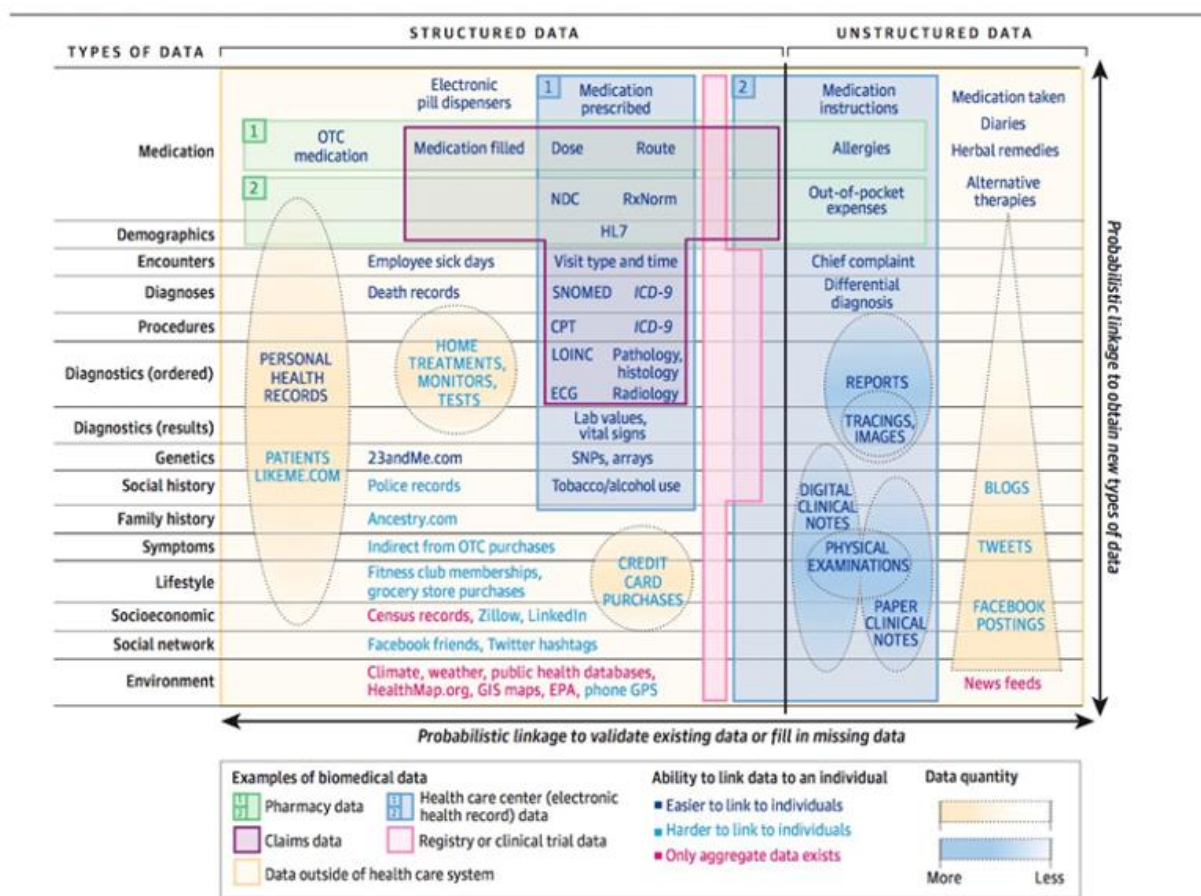 STRUCTURED DATA
UNSTRUCTURED DATA
TYPES OF DATA
Electronic
pill dispensers
1
Medication
prescribed
2
Medication
instructions
Medication taken
Diaries
Herbal remedies
Alternative
therapies
Medication
1
OTC
medication
Medication filled
Dose
Route
Allergies
2
NDC
RxNorm
Out-of-pocket
expenses
Demographics
HL7
Encounters
Employee sick days
Visit type and time
Chief complaint
Diagnoses
Death records
SNOMED
ICD-9
Differential
diagnosis
Procedures
CPT
ICD-9
HOME
TREATMENTS,
MONITORS,
TESTS
Diagnostics (ordered)
PERSONAL
HEALTH
RECORDS
LOINC
Pathology,
histology
ECG
Radiology
REPORTS
Diagnostics (results)
Lab values,
vital signs
TRACINGS,
IMAGES
Genetics
PATIENTS
LIKEME.COM
23andMe.com
SNPs, arrays
Social history
Police records
Tobacco/alcohol use
DIGITAL
CLINICAL
NOTES
BLOGS
Family history
Ancestry.com
Symptoms
Indirect from OTC purchases
CREDIT
CARD
PURCHASES
PHYSICAL
EXAMINATIONS
TWEETS
Lifestyle
Fitness club memberships,
grocery store purchases
Socioeconomic
Census records, Zillow, LinkedIn
PAPER
CLINICAL
NOTES
FACEBOOK
POSTINGS
Social network
Facebook friends, Twitter hashtags
Environment
Climate, weather, public health databases,
HealthMap.org, GIS maps, EPA, phone GPS
News feeds
Probabilistic linkage to obtain new types of data
Probabilistic linkage to validate existing data or fill in missing data
Examples of biomedical data
1
2
Pharmacy data
1
2
Health care center (electronic
health record) data
Claims data
Registry or clinical trial data
Data outside of health care system
Ability to link data to an individual
Easier to link to individuals
Harder to link to individuals
Only aggregate data exists
Data quantity
More
Less